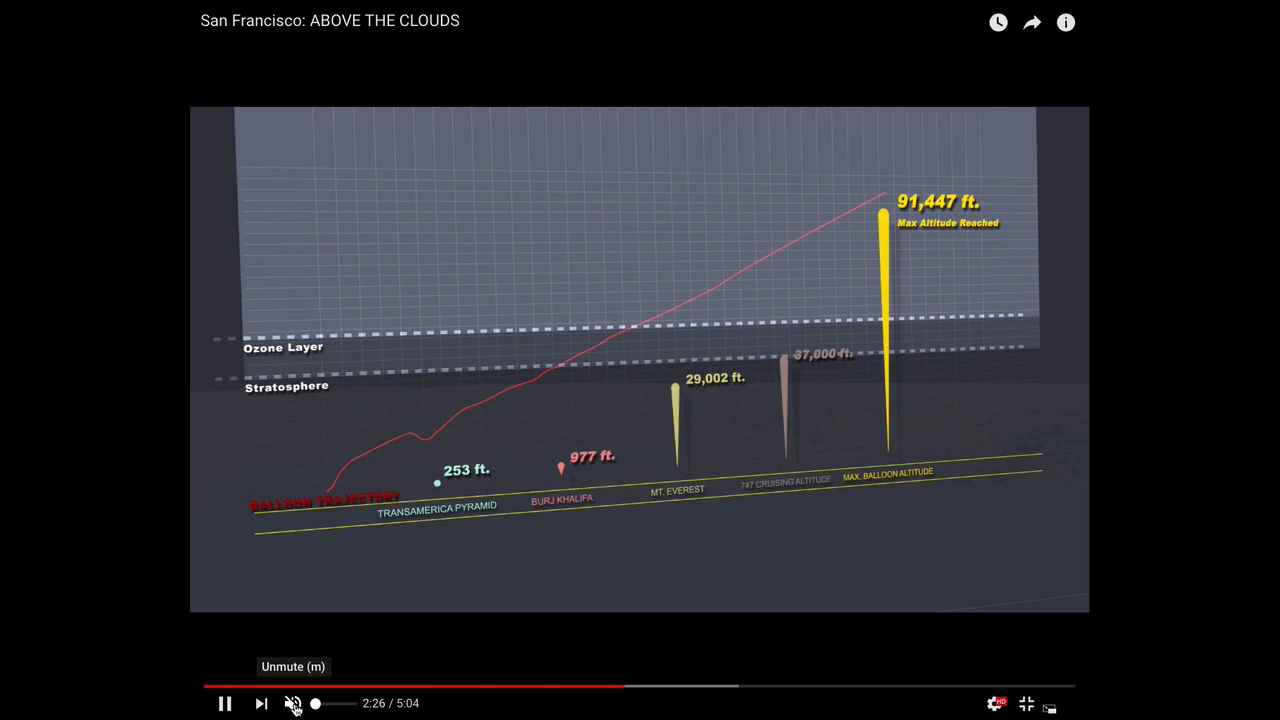 San Francisco: ABOVE THE CLOUDS
91,447 ft.
Max Altitude Reached
Ozone Layer
Stratosphere
37,000 ft.
29,002 ft.
977 ft.
253 ft.
BALLOON TRAJECTORY
TRANSAMERICA PYRAMID
BURJ KHALIFA
MT. EVEREST
747 CRUISING ALTITUDE
MAX. BALLOON ALTITUDE
Unmute (m)
2:26 / 5:04
HD